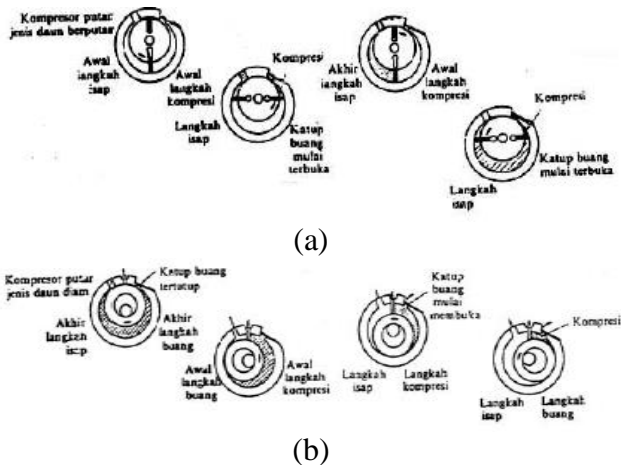 Kompresor putar
jenis daun berputar
Awal
langkah
isap
Awal
langkah
kompresi
Kompresi
Langkah
isap
Katup
buang
mulai
terbuka
Akhir
langkah
isap
Awal
langkah
kompresi
Kompresi
Katup buang
mulai terbuka
Langkah
isap
(a)
Kompresor putar
jenis daun diam
Katup buang
tertutup
Akhir
langkah
isap
Akhir
langkah
buang
Awal
langkah
buang
Awal
langkah
kompresi
Katup
buang
mulai
membuka
Langkah
isap
Langkah
kompresi
Kompresi
Langkah
isap
Langkah
buang
(b)